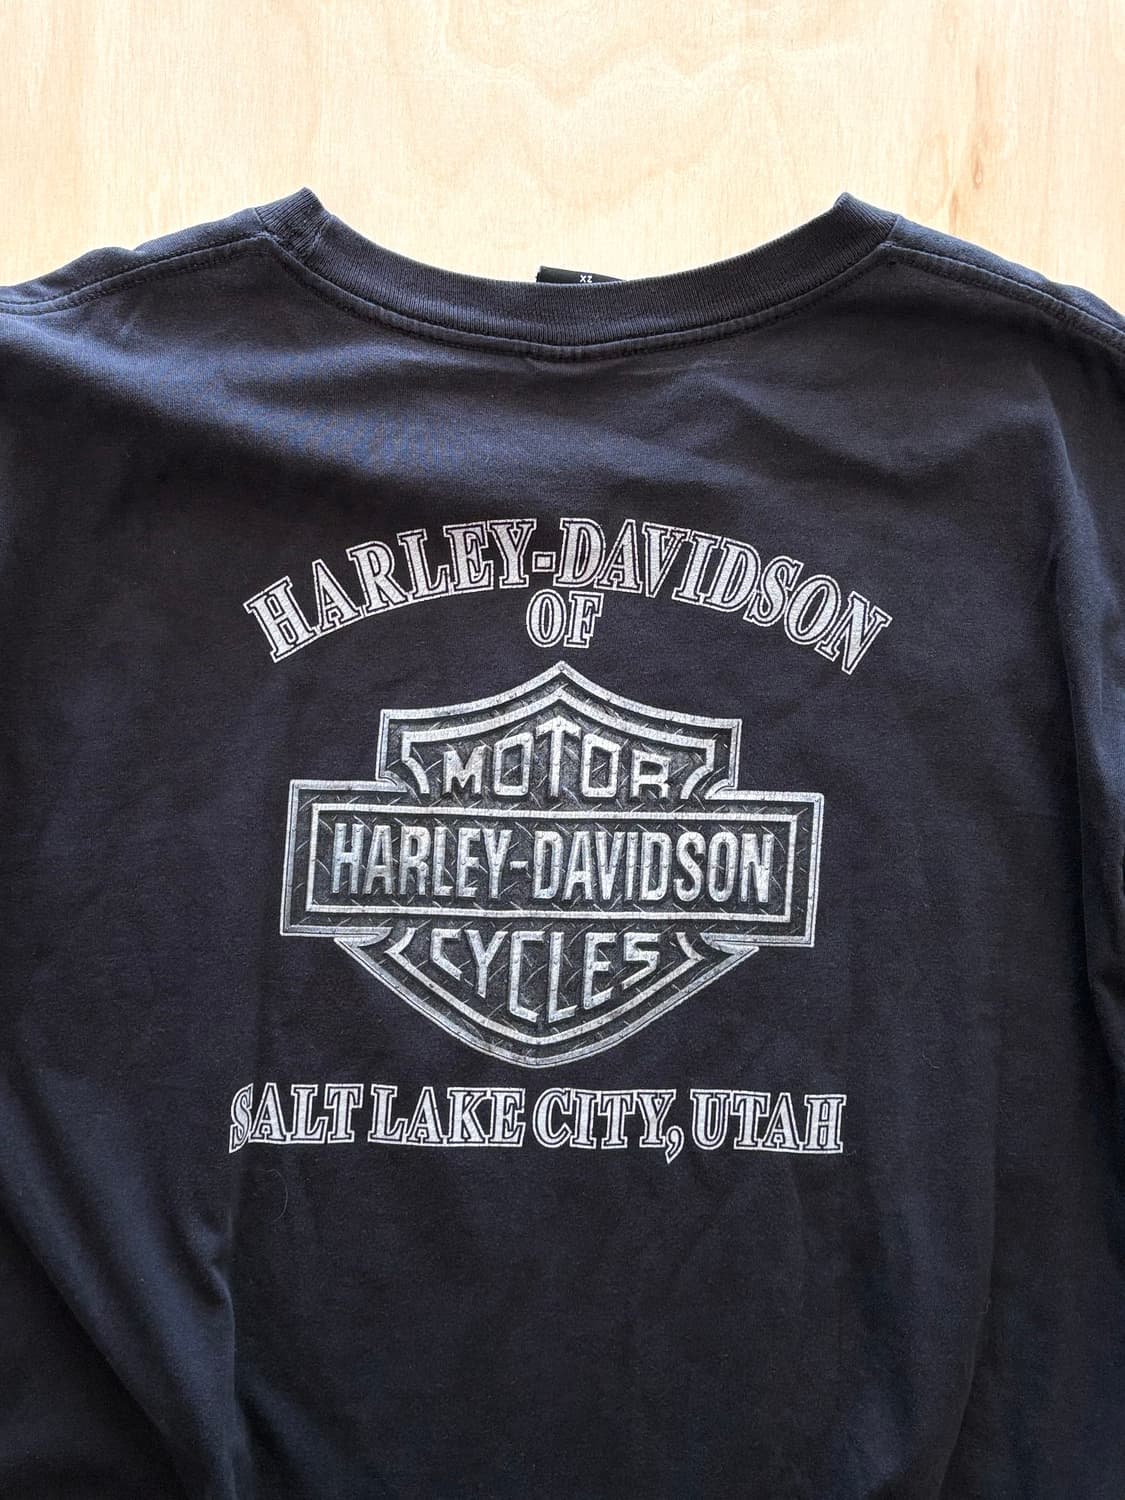 HARLEY-DAVIDSON
OF
MOTOR
HARLEY-DAVIDSON
CYCLES
SALT LAKE CITY, UTAH